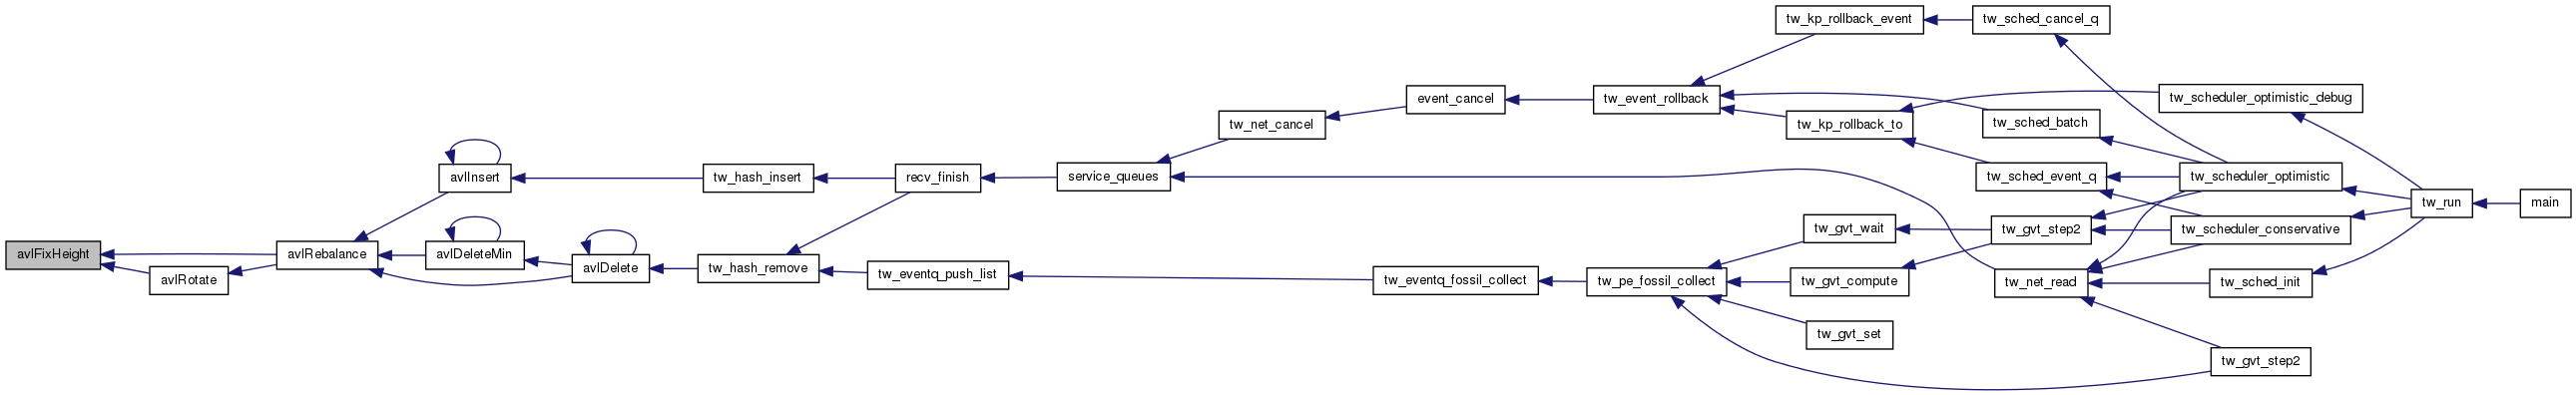 avlFixHeight
avlRotate
avlRebalance
avlInsert
avlDeleteMin
avlDelete
tw_hash_insert
tw_hash_remove
recv_finish
tw_eventq_push_list
service_queues
tw_net_cancel
event_cancel
tw_eventq_fossil_collect
tw_event_rollback
tw_pe_fossil_collect
tw_kp_rollback_event
tw_kp_rollback_to
tw_gvt_wait
tw_gvt_compute
tw_gvt_set
tw_sched_cancel_q
tw_sched_batch
tw_sched_event_q
tw_gvt_step2
tw_net_read
tw_scheduler_optimistic_debug
tw_scheduler_optimistic
tw_scheduler_conservative
tw_sched_init
tw_gvt_step2
tw_run
main